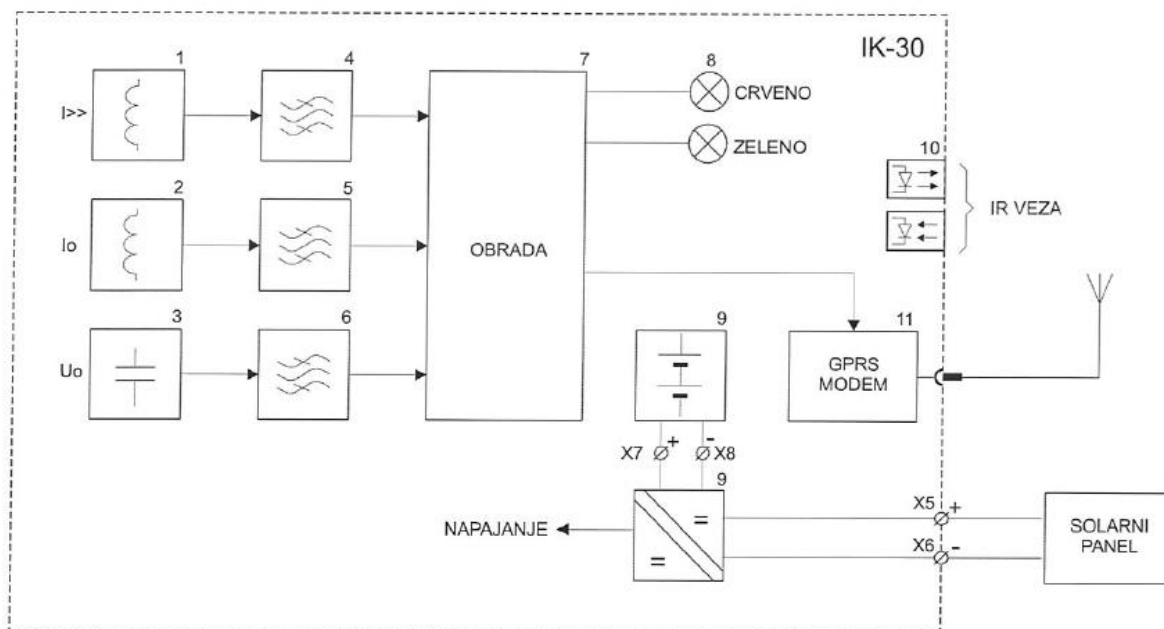 IK-30
1
4
7
8
I>>
CRVENO
ZELENO
10
IR VEZA
2
5
Io
OBRADA
3
6
9
11
Uo
GPRS
MODEM
X7 + - X8
9
NAPAJANJE
=
=
X5 +
X6 -
SOLARNI
PANEL